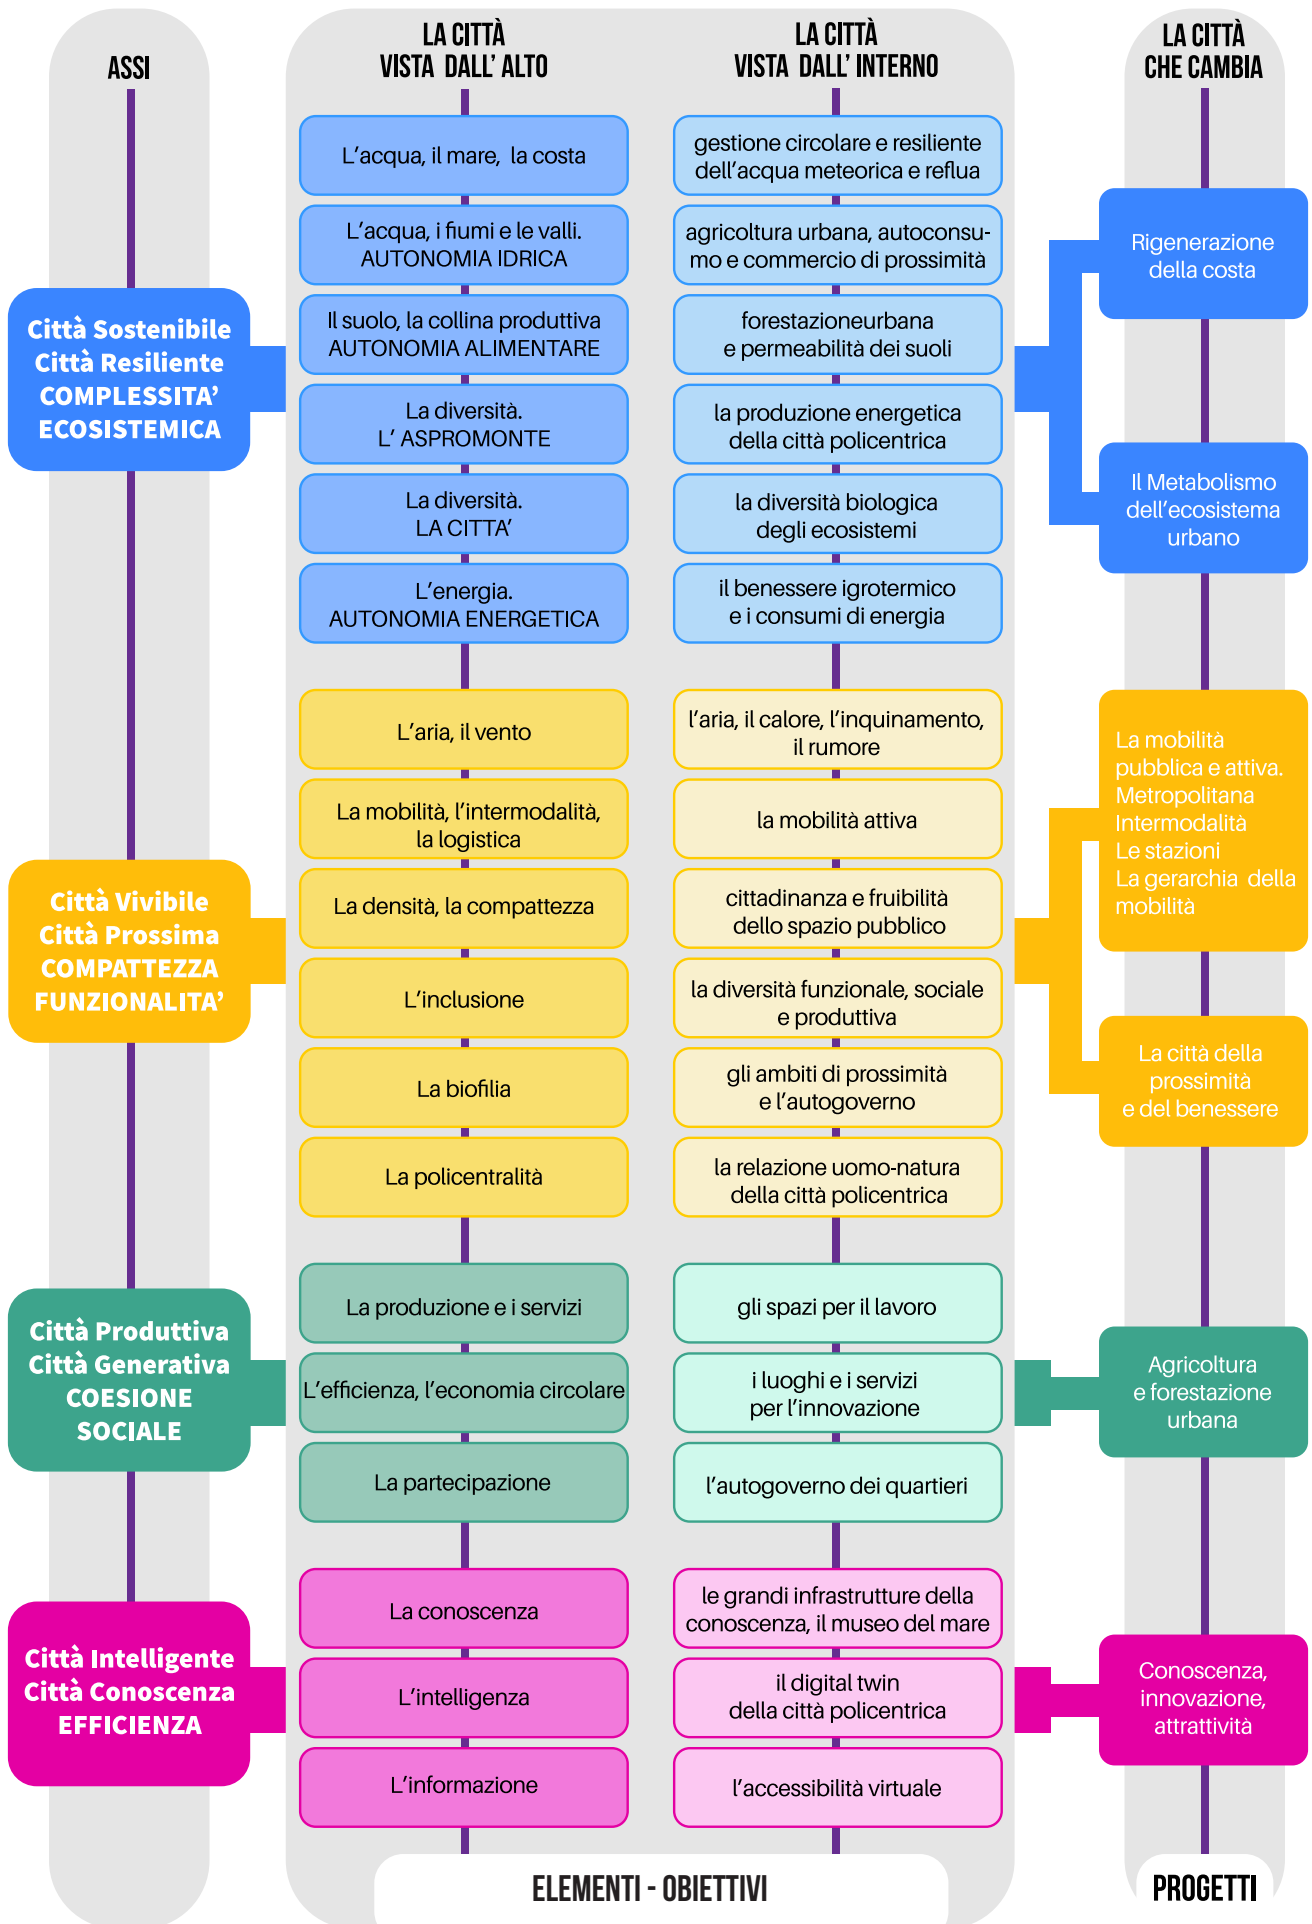 ASSI
LA CITTÀ
VISTA DALL' ALTO
LA CITTÀ
VISTA DALL' INTERNO
LA CITTÀ
CHE CAMBIA
Città Sostenibile
Città Resiliente
COMPLESSITA'
ECOSISTEMICA
L'acqua, il mare, la costa
L'acqua, i fiumi e le valli.
AUTONOMIA IDRICA
Il suolo, la collina produttiva
AUTONOMIA ALIMENTARE
La diversità.
L' ASPROMONTE
La diversità.
LA CITTA'
L'energia.
AUTONOMIA ENERGETICA
gestione circolare e resiliente
dell'acqua meteorica e reflua
agricoltura urbana, autoconsu-
mo e commercio di prossimità
forestazioneurbana
e permeabilità dei suoli
la produzione energetica
della città policentrica
la diversità biologica
degli ecosistemi
il benessere igrotermico
e i consumi di energia
Rigenerazione
della costa
Il Metabolismo
dell'ecosistema
urbano
Città Vivibile
Città Prossima
COMPATTEZZA
FUNZIONALITA'
L'aria, il vento
La mobilità, l'intermodalità,
la logistica
La densità, la compattezza
L'inclusione
La biofilia
La policentralità
l'aria, il calore, l'inquinamento,
il rumore
la mobilità attiva
cittadinanza e fruibilità
dello spazio pubblico
la diversità funzionale, sociale
e produttiva
gli ambiti di prossimità
e l'autogoverno
la relazione uomo-natura
della città policentrica
La mobilità
pubblica e attiva.
Metropolitana
Intermodalità
Le stazioni
La gerarchia della
mobilità
La città della
prossimità
e del benessere
Città Produttiva
Città Generativa
COESIONE
SOCIALE
La produzione e i servizi
L'efficienza, l'economia circolare
La partecipazione
gli spazi per il lavoro
i luoghi e i servizi
per l'innovazione
l'autogoverno dei quartieri
Agricoltura
e forestazione
urbana
Città Intelligente
Città Conoscenza
EFFICIENZA
La conoscenza
L'intelligenza
L'informazione
le grandi infrastrutture della
conoscenza, il museo del mare
il digital twin
della città policentrica
l'accessibilità virtuale
Conoscenza,
innovazione,
attrattività
ELEMENTI - OBIETTIVI
PROGETTI